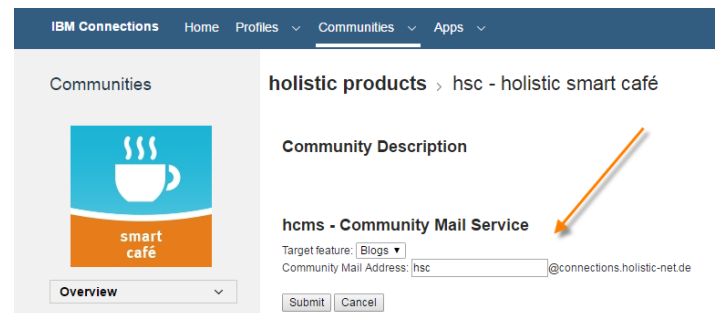 IBM Connections Home Profiles Communities Apps
Communities
holistic products > hsc - holistic smart café
smart
café
Overview
Community Description
hcms - Community Mail Service
Target feature: Blogs
Community Mail Address: hsc @connections.holistic-net.de
Submit Cancel